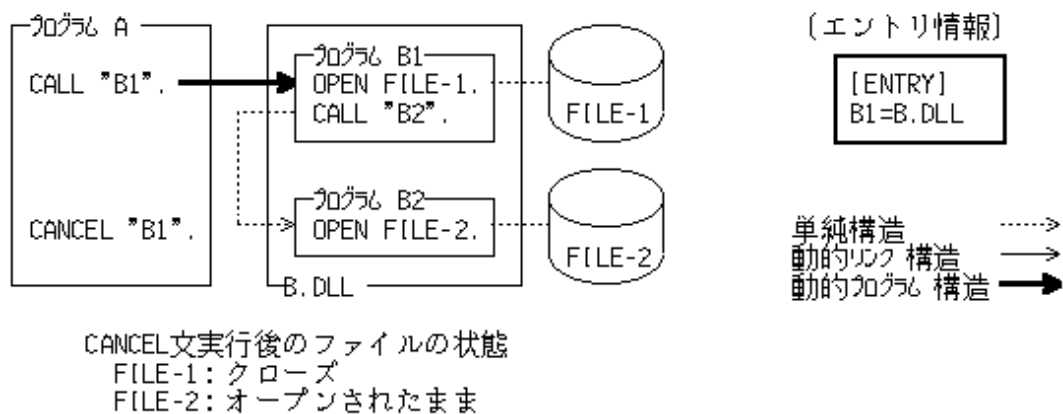 プログラム A
CALL "B1".
CANCEL "B1".
プログラム B1
OPEN FILE-1.
CALL "B2".
プログラム B2
OPEN FILE-2.
B.DLL
FILE-1
FILE-2
〔エントリ情報〕
[ENTRY]
B1=B.DLL
単純構造
動的リンク 構造
動的プログラム 構造
CANCEL文実行後のファイルの状態
FILE-1:クローズ
FILE-2:オープンされたまま